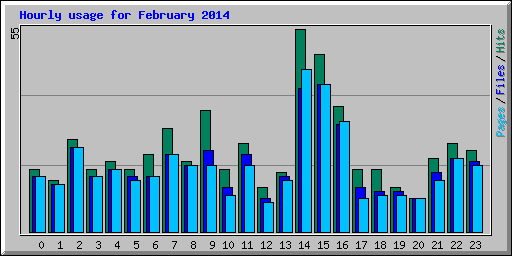 Hourly usage for February 2014
55
Pages / Files / Hits
0 1 2 3 4 5 6 7 8 9 10 11 12 13 14 15 16 17 18 19 20 21 22 23